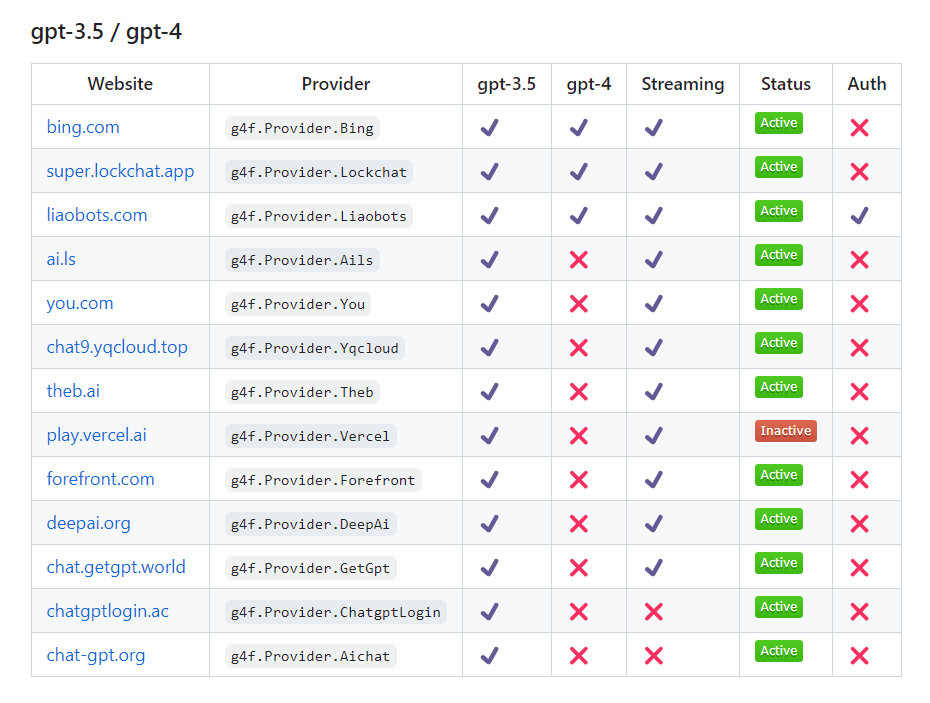 gpt-3.5 / gpt-4
Website Provider gpt-3.5 gpt-4 Streaming Status Auth
bing.com g4f.Provider.Bing ✔ ✔ ✔ Active ❌
super.lockchat.app g4f.Provider.Lockchat ✔ ✔ ✔ Active ❌
liaobots.com g4f.Provider.Liaobots ✔ ✔ ✔ Active ✔
ai.ls g4f.Provider.Ails ✔ ❌ ✔ Active ❌
you.com g4f.Provider.You ✔ ❌ ✔ Active ❌
chat9.yqcloud.top g4f.Provider.Yqcloud ✔ ❌ ✔ Active ❌
theb.ai g4f.Provider.Theb ✔ ❌ ✔ Active ❌
play.vercel.ai g4f.Provider.Vercel ✔ ❌ ✔ Inactive ❌
forefront.com g4f.Provider.Forefront ✔ ❌ ✔ Active ❌
deepai.org g4f.Provider.DeepAi ✔ ❌ ✔ Active ❌
chat.getgpt.world g4f.Provider.GetGpt ✔ ❌ ✔ Active ❌
chatgptlogin.ac g4f.Provider.ChatgptLogin ✔ ❌ ❌ Active ❌
chat-gpt.org g4f.Provider.Aichat ✔ ❌ ❌ Active ❌